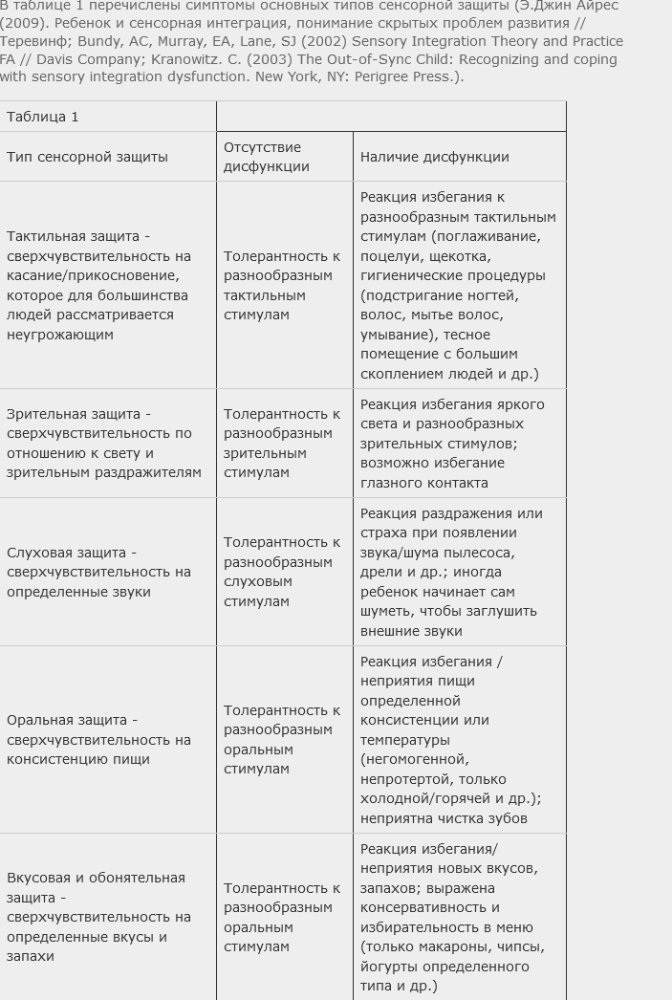 В таблице 1 перечислены симптомы основных типов сенсорной защиты (Э.Джин Айрес
(2009). Ребенок и сенсорная интеграция, понимание скрытых проблем развития //
Теревинф; Bundy, AC, Murray, EA, Lane, SJ (2002) Sensory Integration Theory and Practice
FA // Davis Company; Kranowitz. C. (2003) The Out-of-Sync Child: Recognizing and coping
with sensory integration dysfunction. New York, NY: Perigree Press.).
Таблица 1
Тип сенсорной защиты
Отсутствие
дисфункции
Наличие дисфункции
Тактильная защита -
сверхчувствительность на
касание/прикосновение,
которое для большинства
людей рассматривается
неугрожающим
Толерантность к
разнообразным
тактильным
стимулам
Реакция избегания к
разнообразным тактильным
стимулам (поглаживание,
поцелуи, щекотка,
гигиенические процедуры
(подстригание ногтей,
волос, мытье волос,
умывание), тесное
помещение с большим
скоплением людей и др.)
Зрительная защита -
сверхчувствительность по
отношению к свету и
зрительным раздражителям
Толерантность к
разнообразным
зрительным
стимулам
Реакция избегания яркого
света и разнообразных
зрительных стимулов;
возможно избегание
глазного контакта
Слуховая защита -
сверхчувствительность на
определенные звуки
Толерантность к
разнообразным
слуховым
стимулам
Реакция раздражения или
страха при появлении
звука/шума пылесоса,
дрели и др.; иногда
ребенок начинает сам
шуметь, чтобы заглушить
внешние звуки
Оральная защита -
сверхчувствительность на
консистенцию пищи
Толерантность к
разнообразным
оральным
стимулам
Реакция избегания /
неприятия пищи
определенной
консистенции или
температуры
(негомогенной,
непротертой, только
холодной/горячей и др.);
неприятна чистка зубов
Вкусовая и обонятельная
защита -
сверхчувствительность на
определенные вкусы и
запахи
Толерантность к
разнообразным
оральным
стимулам
Реакция избегания/
неприятия новых вкусов,
запахов; выражена
консервативность и
избирательность в меню
(только макароны, чипсы,
йогурты определенного
типа и др.)